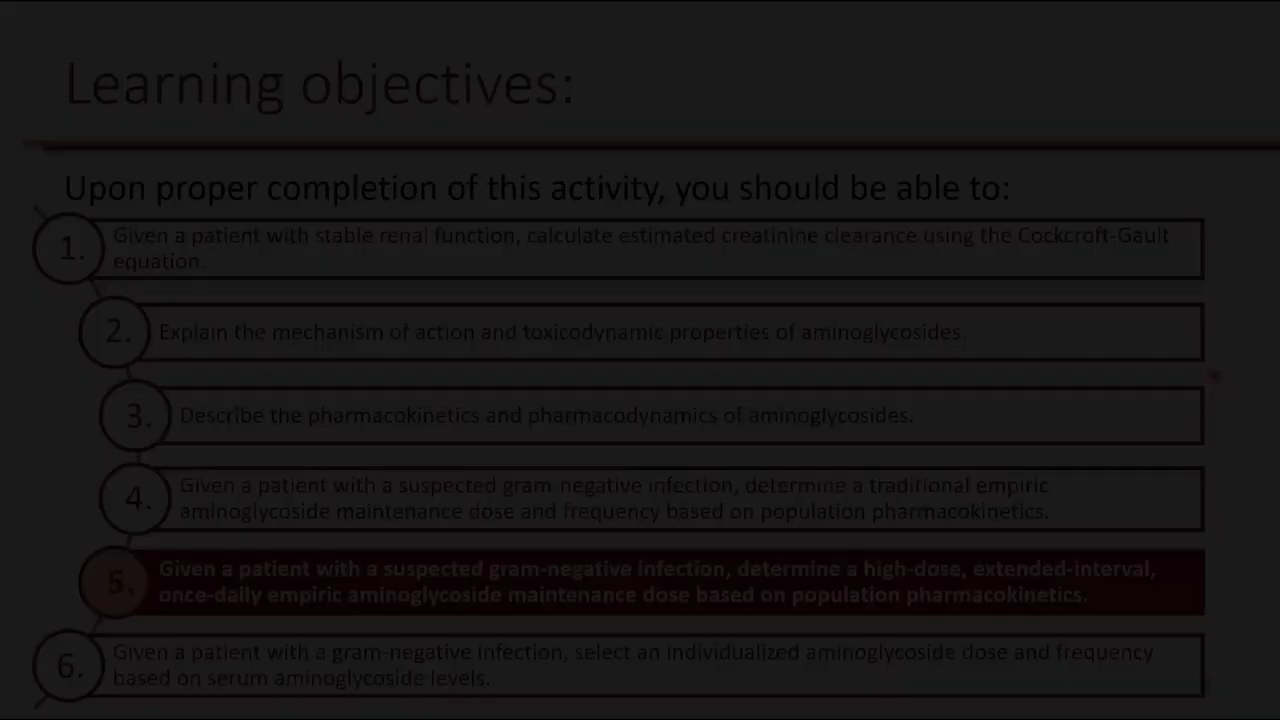 Learning objectives:
Upon proper completion of this activity, you should be able to:
1. Given a patient with stable renal function, calculate estimated creatinine clearance using the Cockcroft-Gault
equation.
2. Explain the mechanism of action and toxicodynamic properties of aminoglycosides.
3. Describe the pharmacokinetics and pharmacodynamics of aminoglycosides.
4. Given a patient with a suspected gram-negative infection, determine a traditional empiric
aminoglycoside maintenance dose and frequency based on population pharmacokinetics.
5. Given a patient with a suspected gram-negative infection, determine a high-dose, extended-interval,
once-daily empiric aminoglycoside maintenance dose based on population pharmacokinetics.
6. Given a patient with a gram-negative infection, select an individualized aminoglycoside dose and frequency
based on serum aminoglycoside levels.